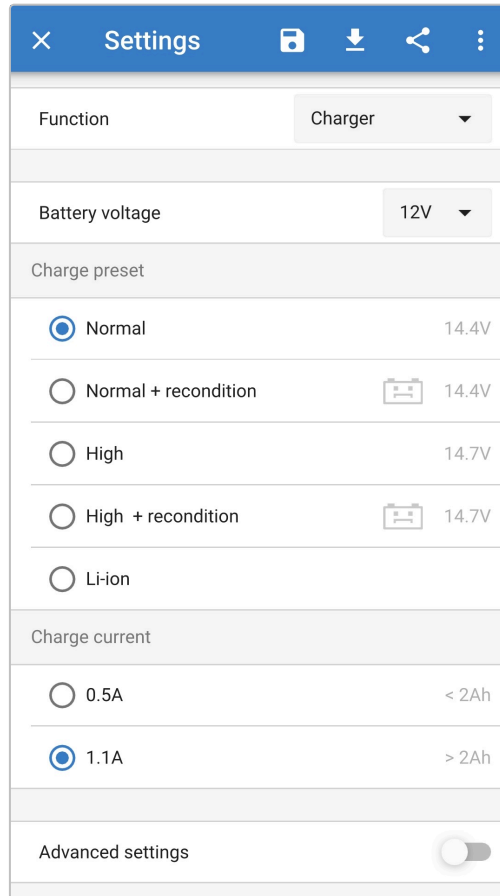 Settings
Function Charger
Battery voltage 12V
Charge preset
Normal 14.4V
Normal + recondition 14.4V
High 14.7V
High + recondition 14.7V
Li-ion
Charge current
0.5A < 2Ah
1.1A > 2Ah
Advanced settings